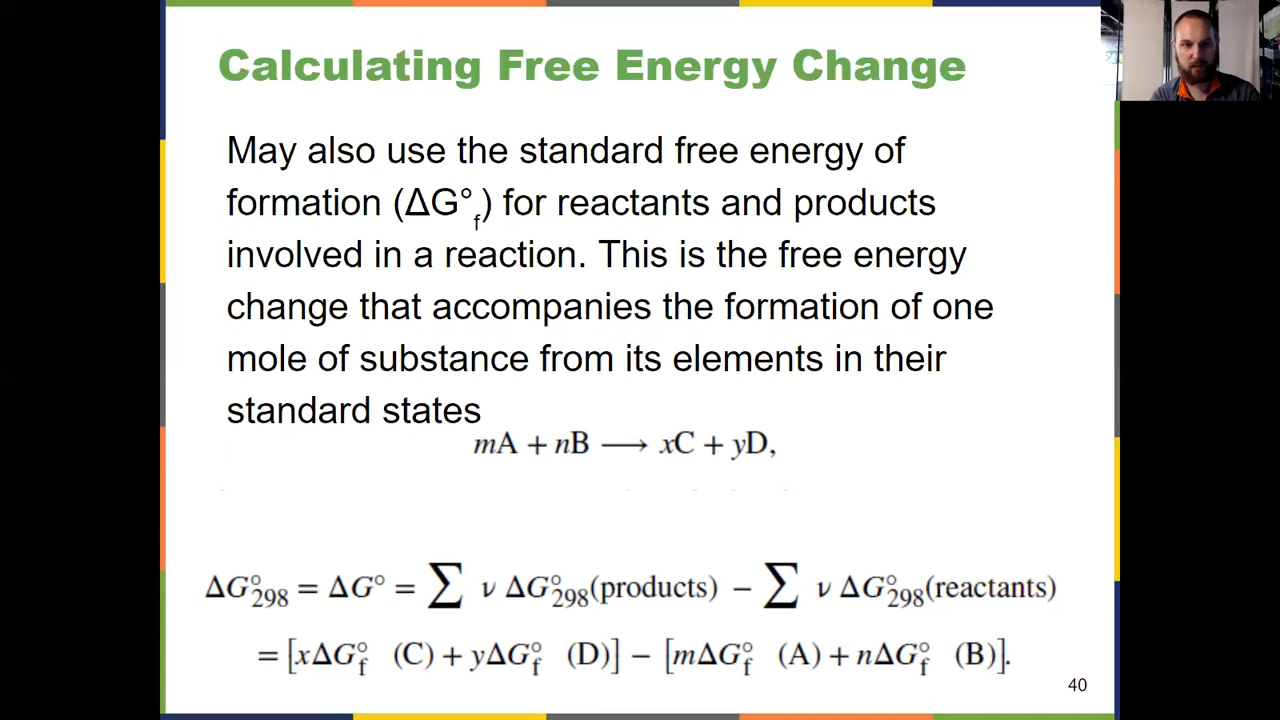 Calculating Free Energy Change
May also use the standard free energy of
formation (ΔG°f) for reactants and products
involved in a reaction. This is the free energy
change that accompanies the formation of one
mole of substance from its elements in their
standard states
mA + nB ⟶ xC + yD,
ΔG°298 = ΔG° = ∑ ν ΔG°298(products) − ∑ ν ΔG°298(reactants)
= [xΔG°f (C) + yΔG°f (D)] − [mΔG°f (A) + nΔG°f (B)].
40